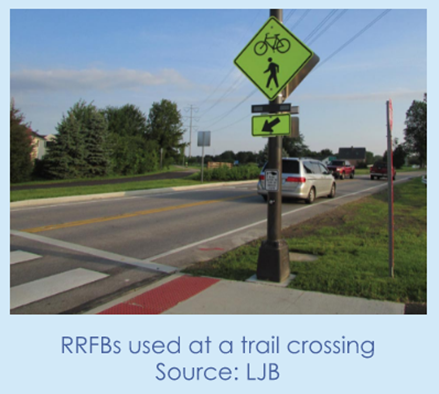 RRFBs used at a trail crossing
Source: LJB